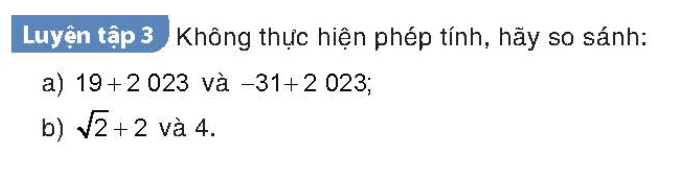 Luyện tập 3 Không thực hiện phép tính, hãy so sánh:
a) 19+2 023 và −31+2 023;
b) √2+2 và 4.